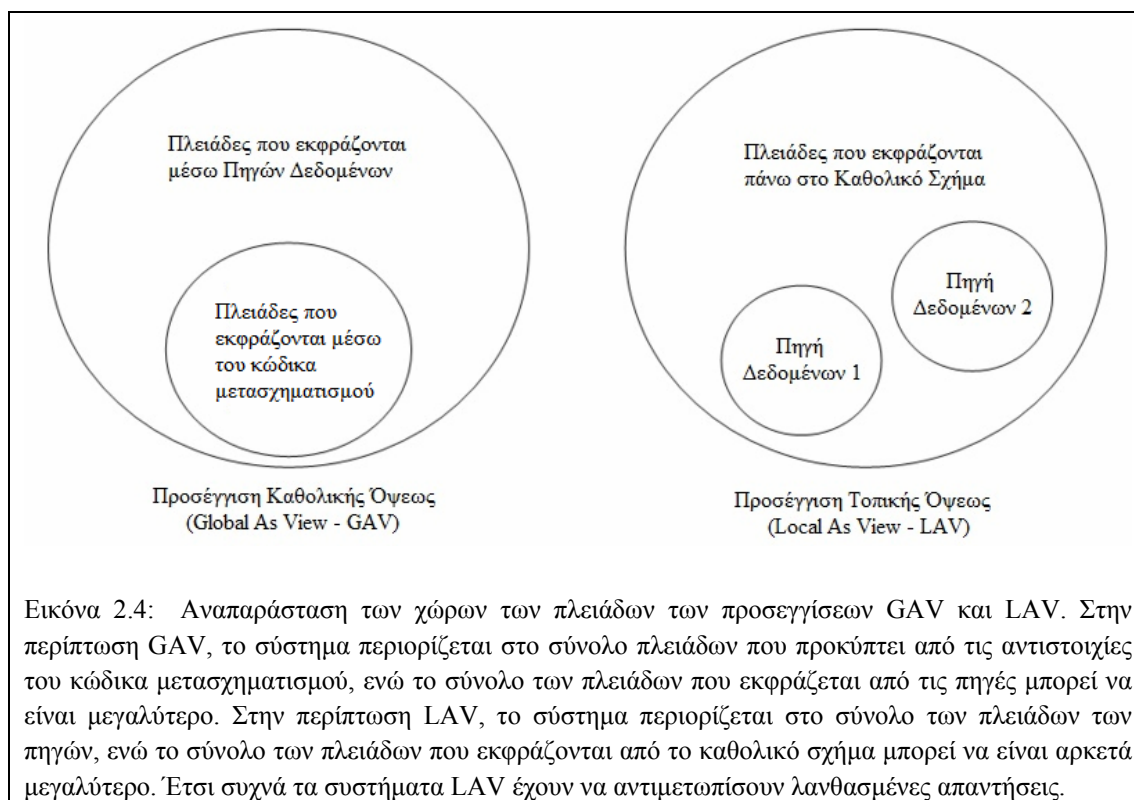 Πλειάδες που εκφράζονται
μέσω Πηγών Δεδομένων
Πλειάδες που
εκφράζονται μέσω
του κώδικα
μετασχηματισμού
Προσέγγιση Καθολικής Όψεως
(Global As View - GAV)
Πλειάδες που εκφράζονται
πάνω στο Καθολικό Σχήμα
Πηγή
Δεδομένων 2
Πηγή
Δεδομένων 1
Προσέγγιση Τοπικής Όψεως
(Local As View - LAV)
Εικόνα 2.4: Αναπαράσταση των χώρων των πλειάδων των προσεγγίσεων GAV και LAV. Στην
περίπτωση GAV, το σύστημα περιορίζεται στο σύνολο πλειάδων που προκύπτει από τις αντιστοιχίες
του κώδικα μετασχηματισμού, ενώ το σύνολο των πλειάδων που εκφράζεται από τις πηγές μπορεί να
είναι μεγαλύτερο. Στην περίπτωση LAV, το σύστημα περιορίζεται στο σύνολο των πλειάδων των
πηγών, ενώ το σύνολο των πλειάδων που εκφράζονται από το καθολικό σχήμα μπορεί να είναι αρκετά
μεγαλύτερο. Έτσι συχνά τα συστήματα LAV έχουν να αντιμετωπίσουν λανθασμένες απαντήσεις.